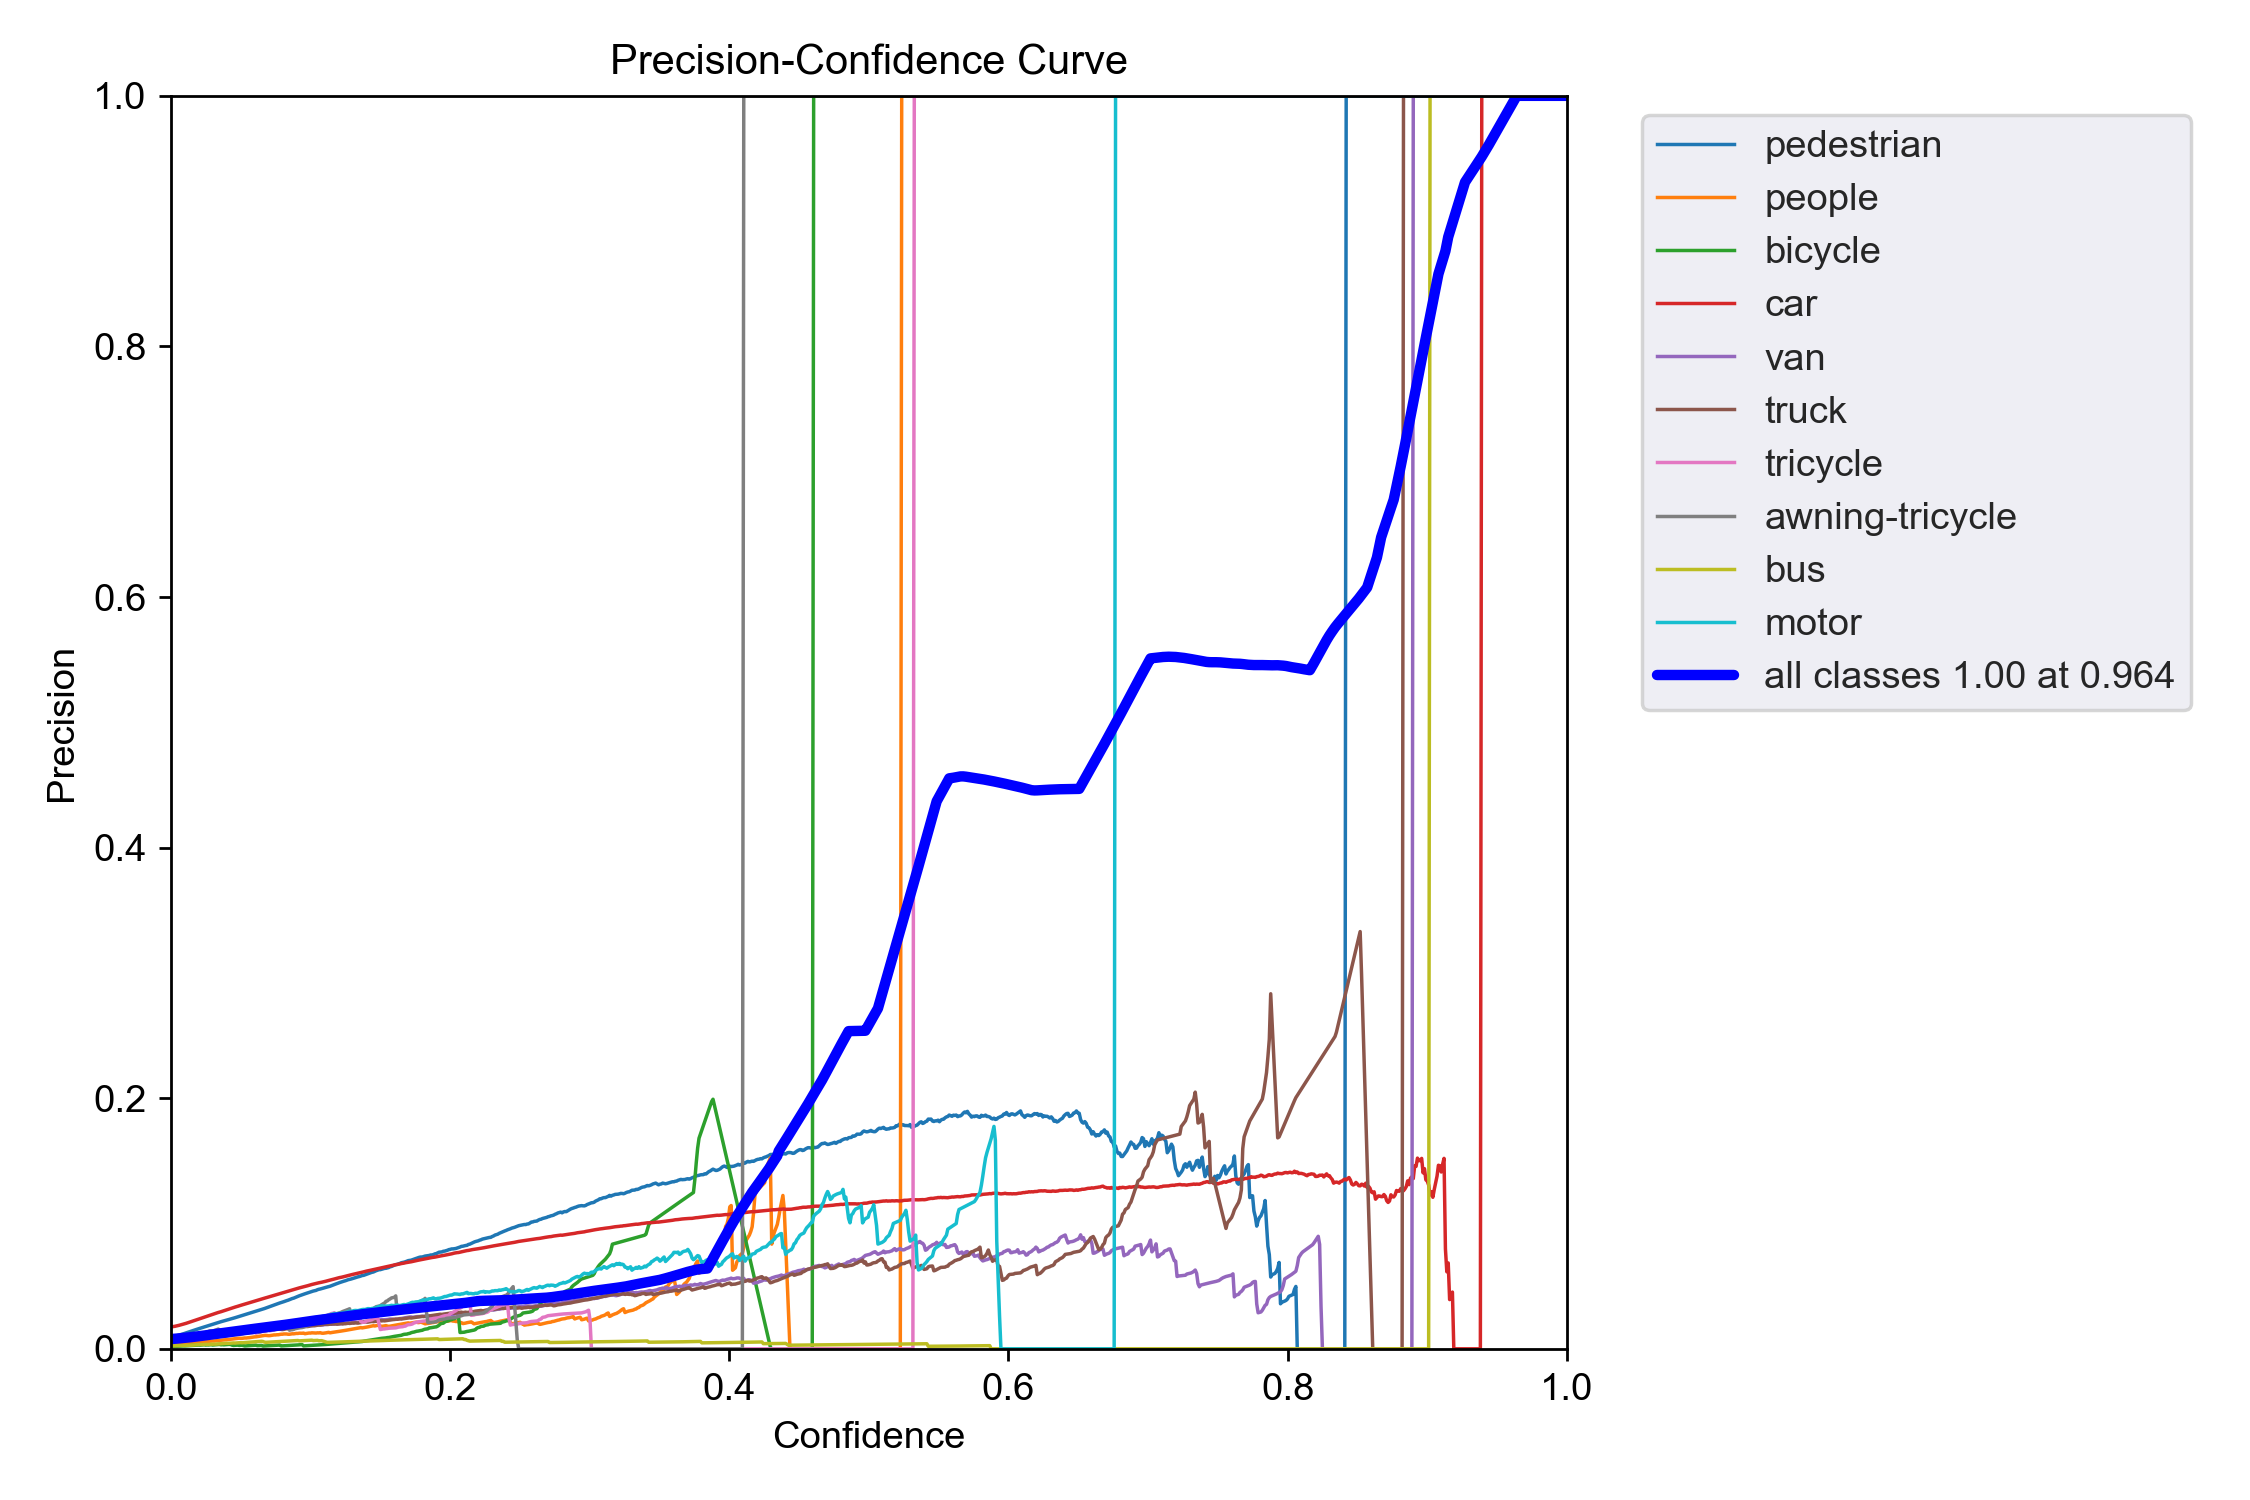 Precision-Confidence Curve
1.0
0.8
0.6
0.4
0.2
0.0
Precision
0.0 0.2 0.4 0.6 0.8 1.0
Confidence
pedestrian
people
bicycle
car
van
truck
tricycle
awning-tricycle
bus
motor
all classes 1.00 at 0.964